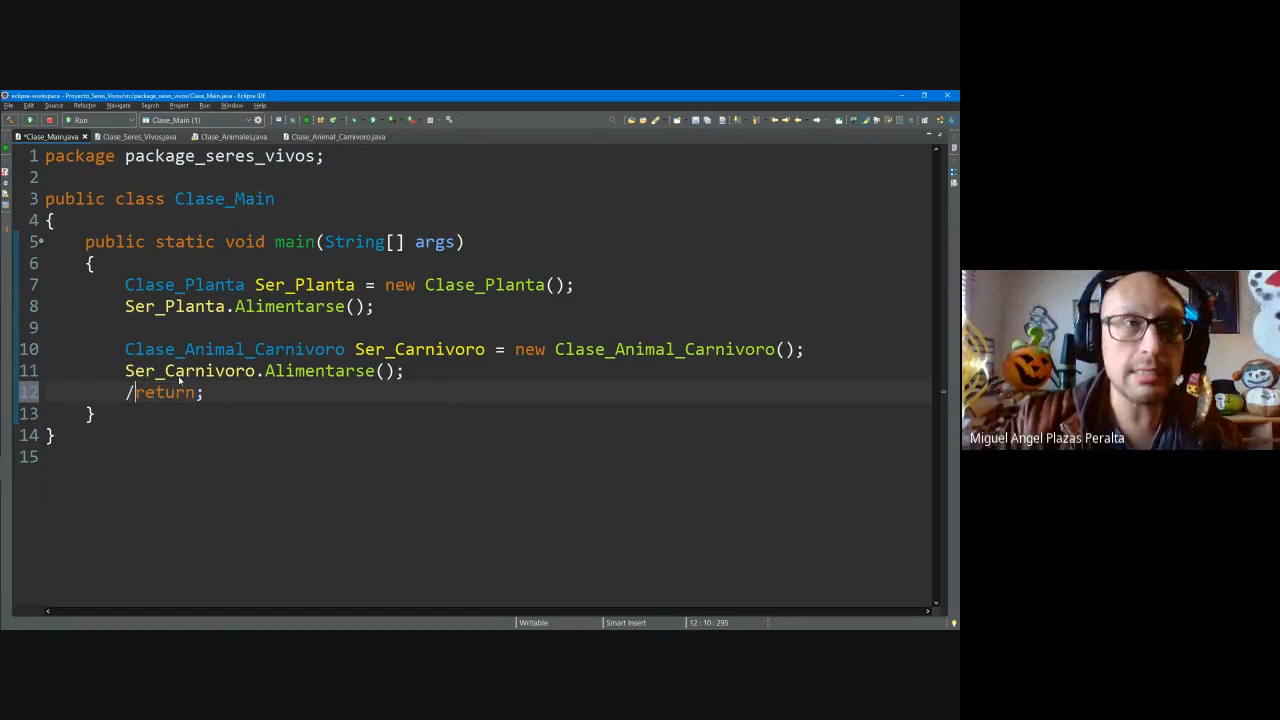 eclipse-workspace - Proyecto_Seres_Vivos/src/package_seres_vivos/Clase_Main.java - Eclipse IDE
File Edit Source Refactor Navigate Search Project Run Window Help
Run Clase_Main (1)
*Clase_Main.java Clase_Seres_Vivos.java Clase_Animales.java Clase_Animal_Carnivoro.java
1 package package_seres_vivos;
2
3 public class Clase_Main
4 {
5 public static void main(String[] args)
6 {
7 Clase_Planta Ser_Planta = new Clase_Planta();
8 Ser_Planta.Alimentarse();
9
10 Clase_Animal_Carnivoro Ser_Carnivoro = new Clase_Animal_Carnivoro();
11 Ser_Carnivoro.Alimentarse();
12 /return;
13 }
14 }
15
Writable Smart Insert 12 : 10 : 295
Miguel Angel Plazas Peralta